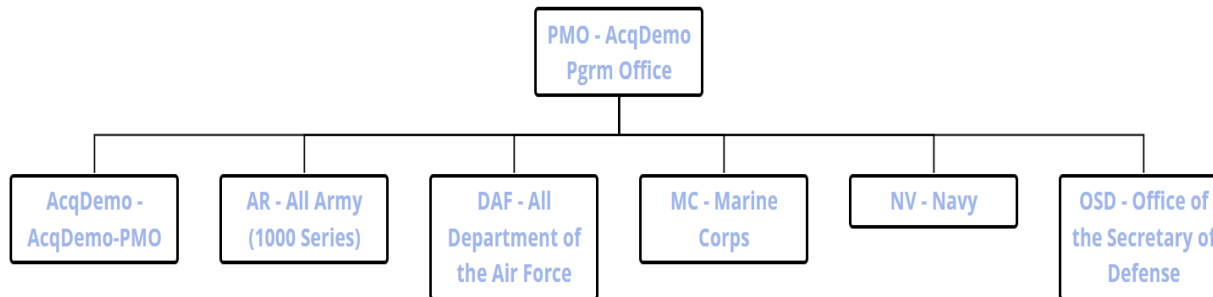 PMO - AcqDemo
Pgrm Office
AcqDemo -
AcqDemo-PMO
AR - All Army
(1000 Series)
DAF - All
Department of
the Air Force
MC - Marine
Corps
NV - Navy
OSD - Office of
the Secretary of
Defense